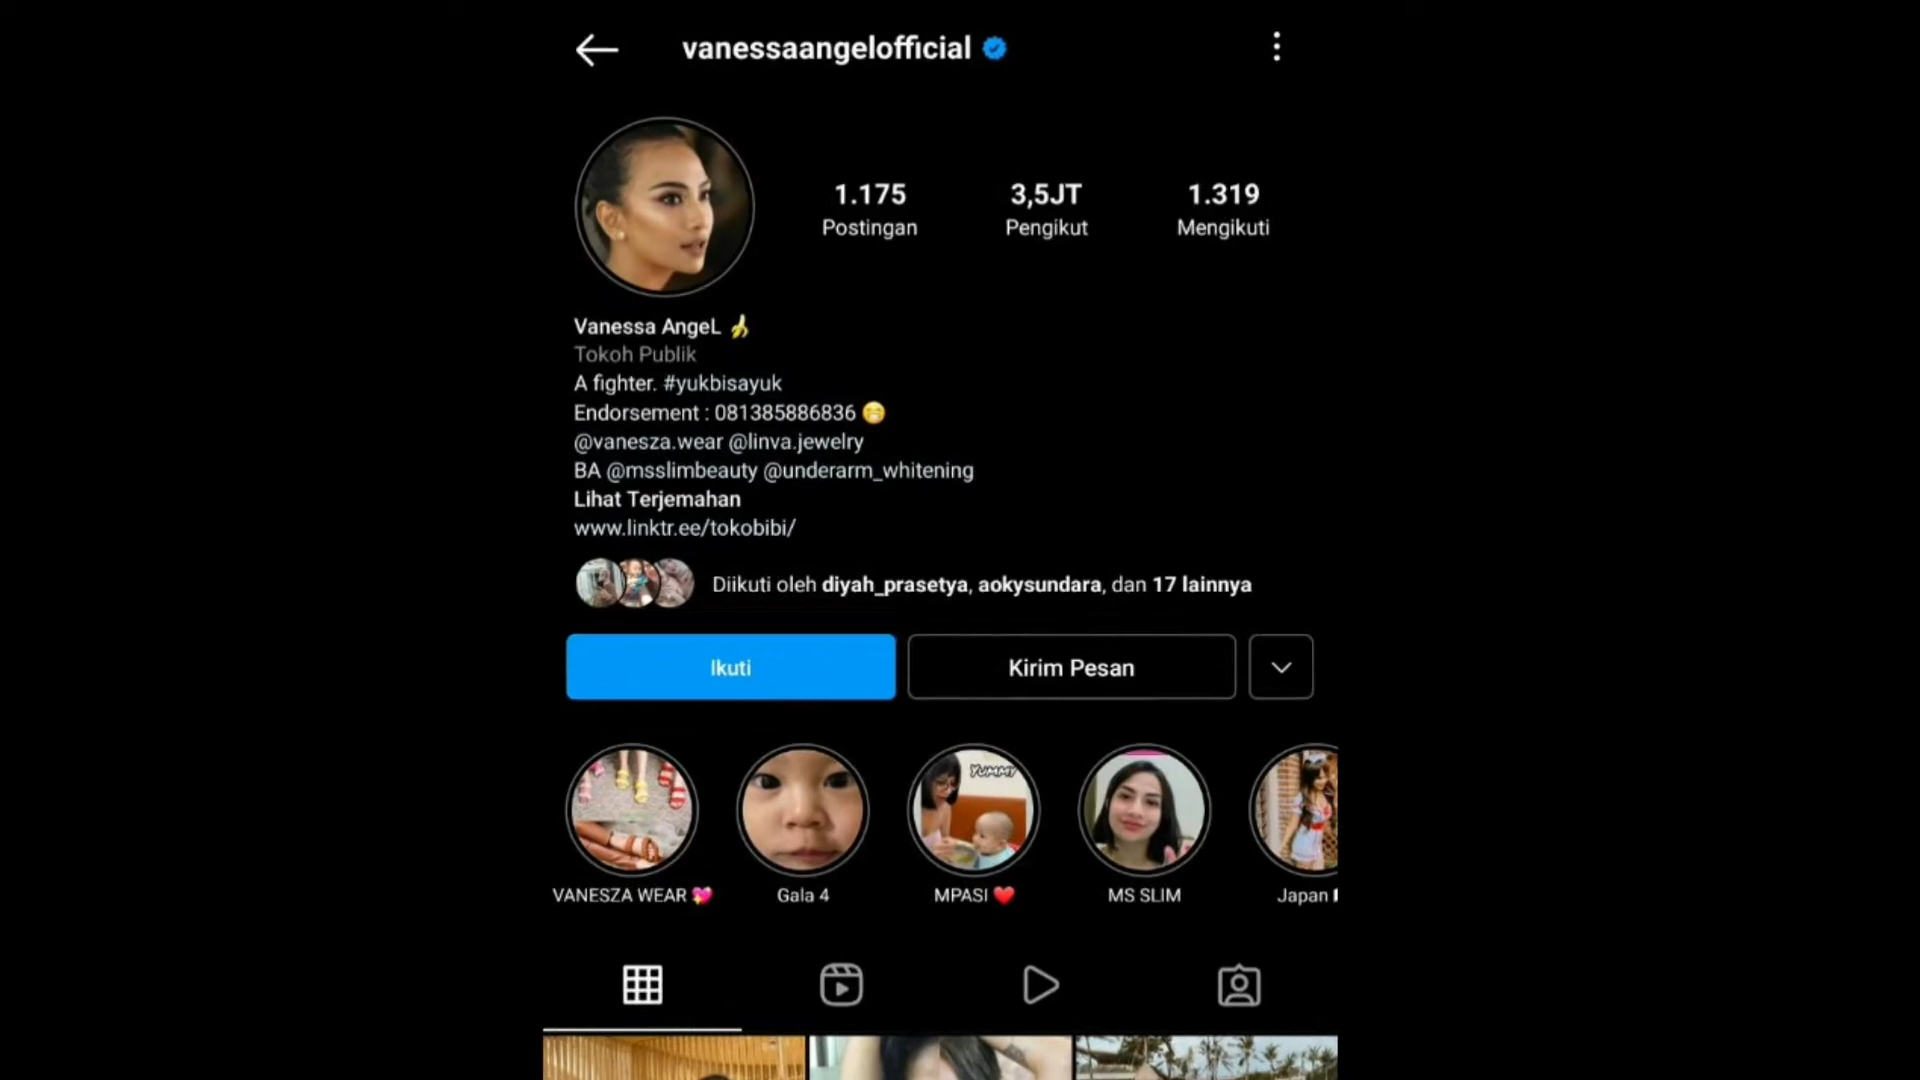 vanessaangelofficial
1.175 3,5JT 1.319
Postingan Pengikut Mengikuti
Vanessa AngeL 🍌
Tokoh Publik
A fighter. #yukbisayuk
Endorsement : 081385886836 😁
@vanesza.wear @linva.jewelry
BA @msslimbeauty @underarm_whitening
Lihat Terjemahan
www.linktr.ee/tokobibi/
Diikuti oleh diyah_prasetya, aokysundara, dan 17 lainnya
Ikuti Kirim Pesan
YUMMY
VANESZA WEAR 💖 Gala 4 MPASI ❤️ MS SLIM Japan